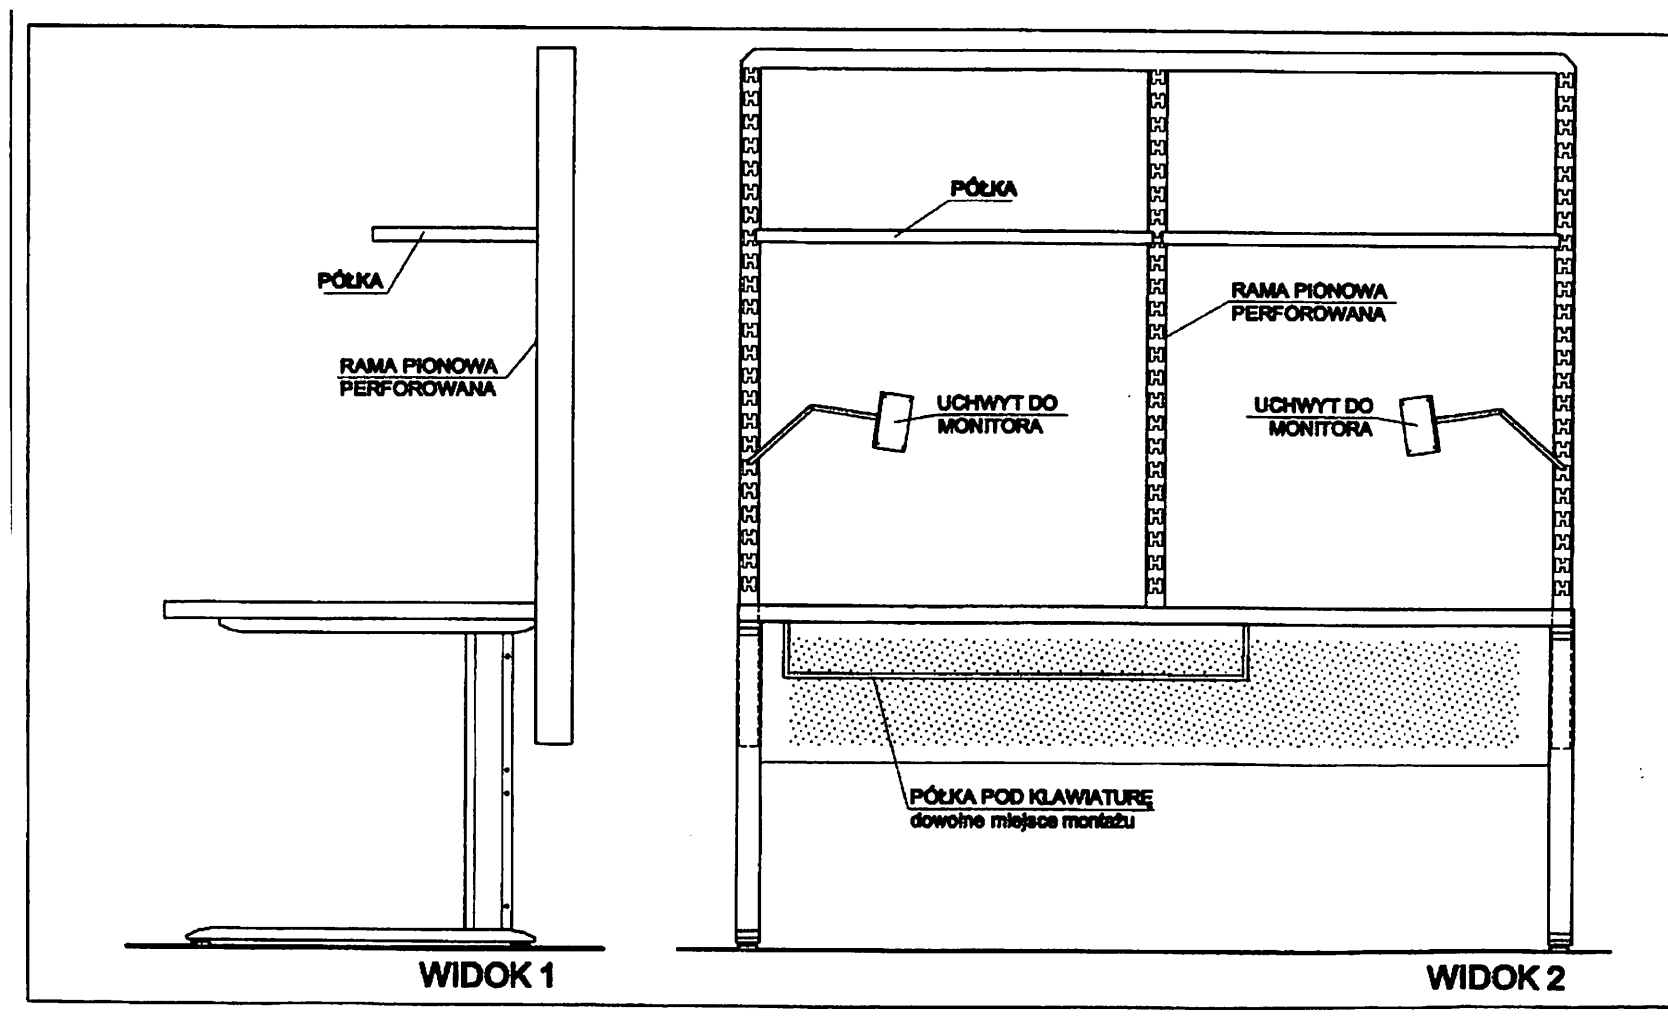 PÓŁKA
RAMA PIONOWA
PERFOROWANA
WIDOK 1
PÓŁKA
RAMA PIONOWA
PERFOROWANA
UCHWYT DO
MONITORA
UCHWYT DO
MONITORA
PÓŁKA POD KLAWIATURĘ
dowolne miejsce montażu
WIDOK 2